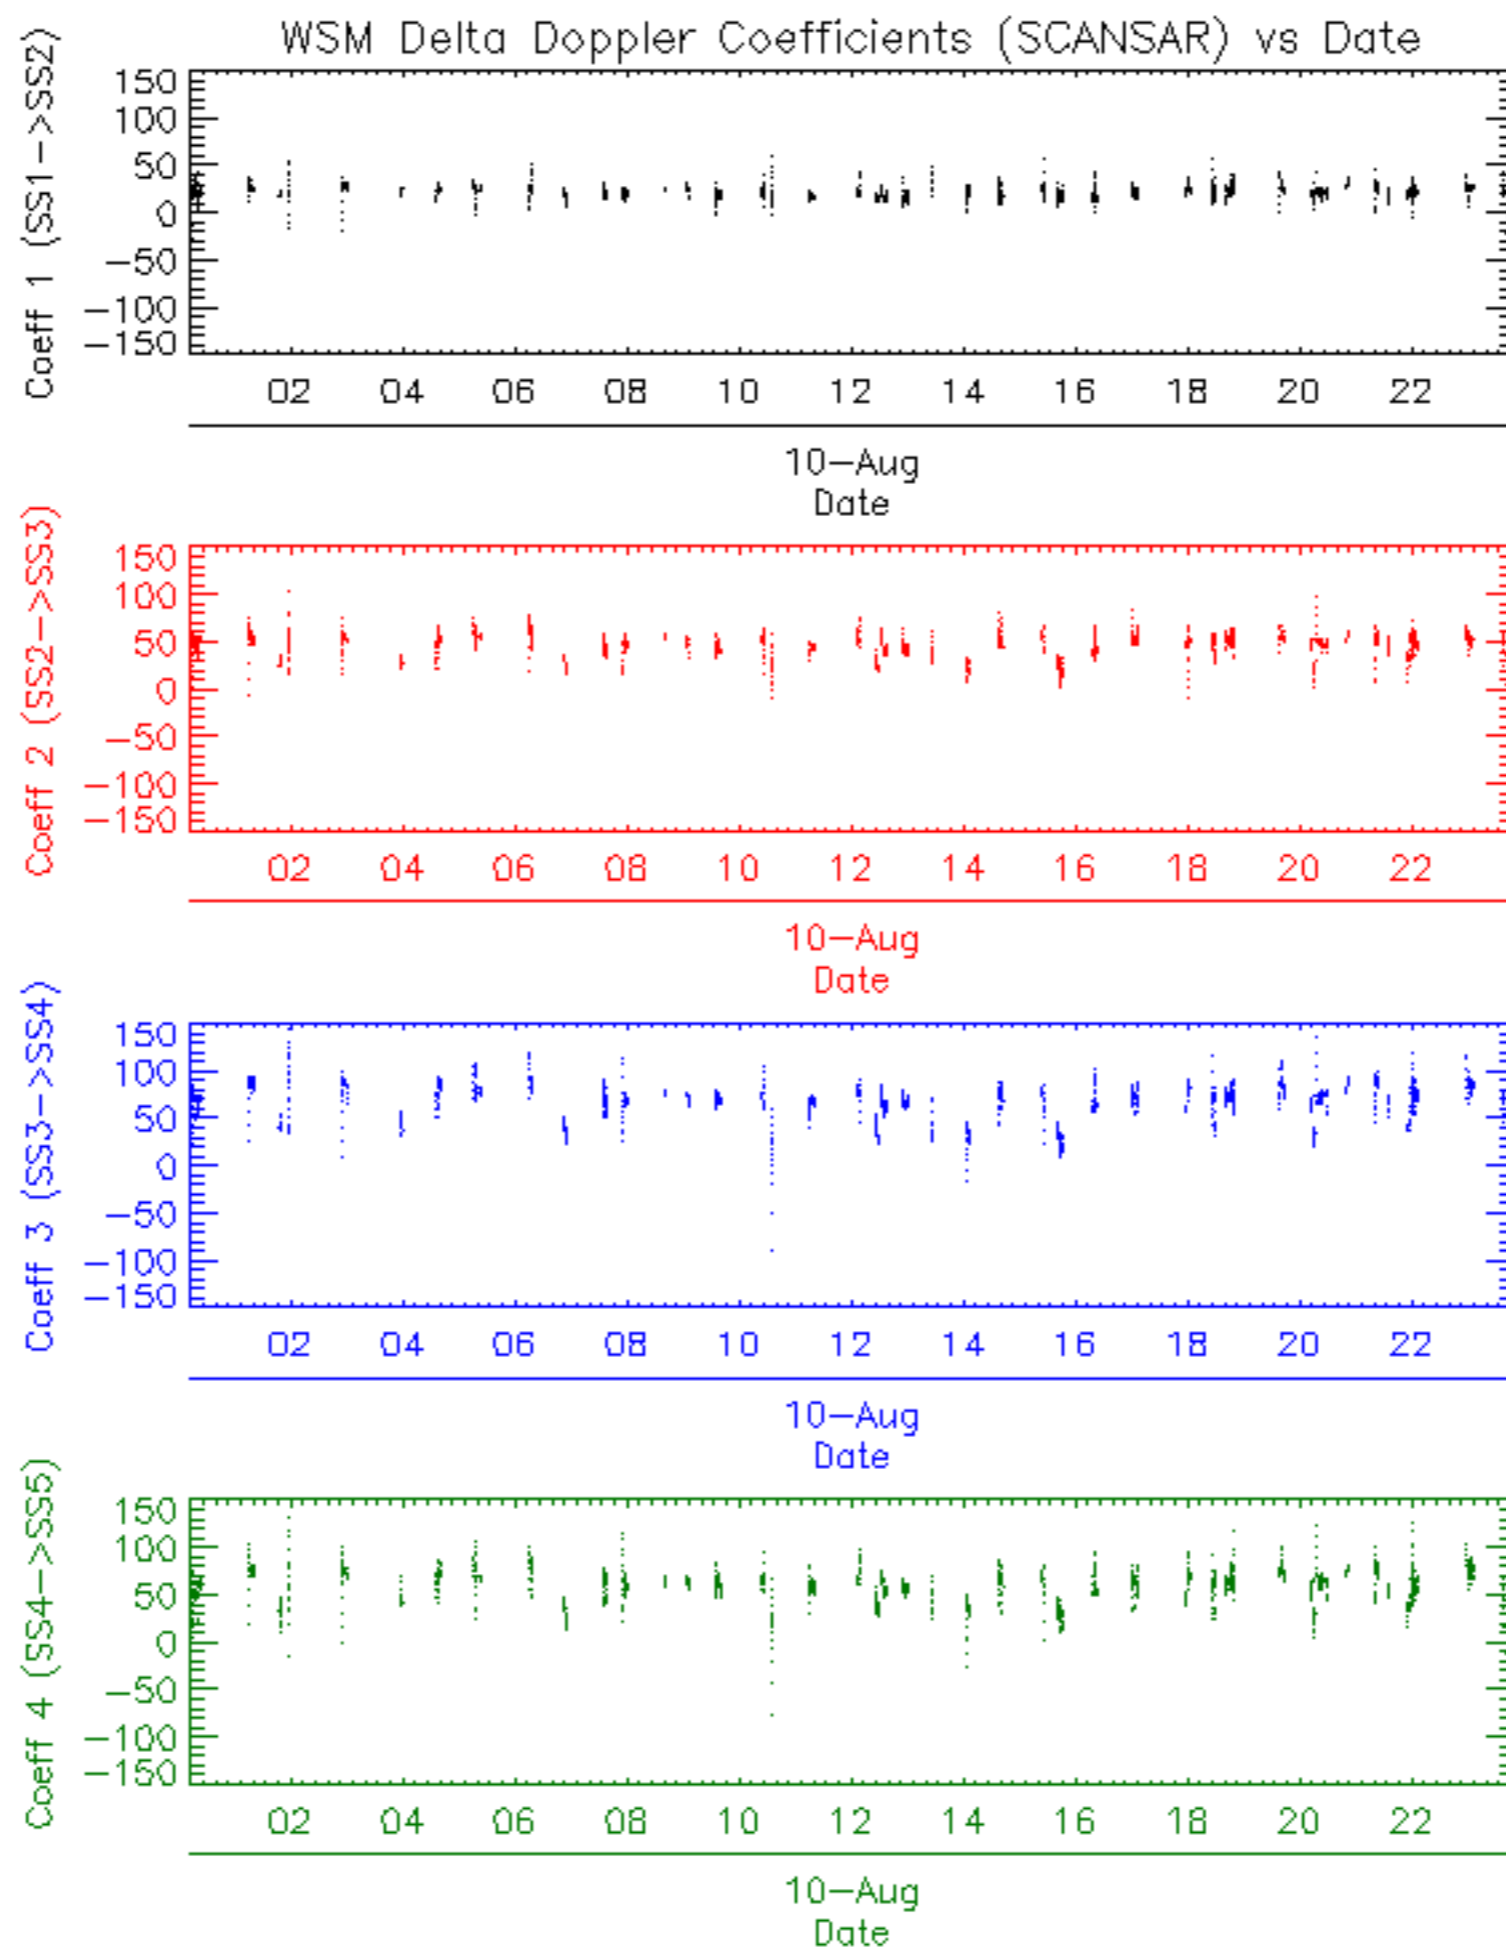 WSM Delta Doppler Coefficients (SCANSAR) vs Date
Coeff 1 (SS1->SS2)
150
100
50
0
-50
-100
-150
02 04 06 08 10 12 14 16 18 20 22
10-Aug
Date
Coeff 2 (SS2->SS3)
150
100
50
0
-50
-100
-150
02 04 06 08 10 12 14 16 18 20 22
10-Aug
Date
Coeff 3 (SS3->SS4)
150
100
50
0
-50
-100
-150
02 04 06 08 10 12 14 16 18 20 22
10-Aug
Date
Coeff 4 (SS4->SS5)
150
100
50
0
-50
-100
-150
02 04 06 08 10 12 14 16 18 20 22
10-Aug
Date